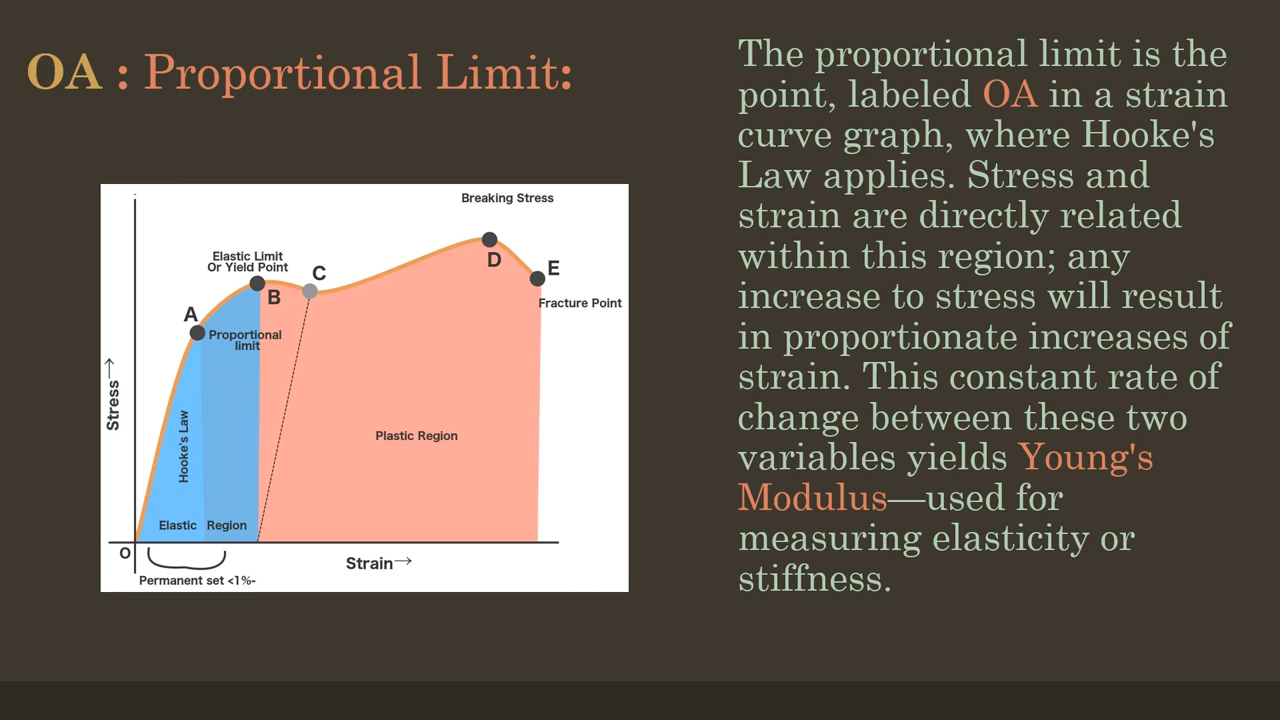 OA : Proportional Limit:
The proportional limit is the
point, labeled OA in a strain
curve graph, where Hooke's
Law applies. Stress and
strain are directly related
within this region; any
increase to stress will result
in proportionate increases of
strain. This constant rate of
change between these two
variables yields Young's
Modulus—used for
measuring elasticity or
stiffness.
Breaking Stress
D
E
Fracture Point
Elastic Limit
Or Yield Point
B
C
A
Proportional
limit
Stress→
Hooke's Law
Plastic Region
Elastic Region
O
Strain→
Permanent set <1%-